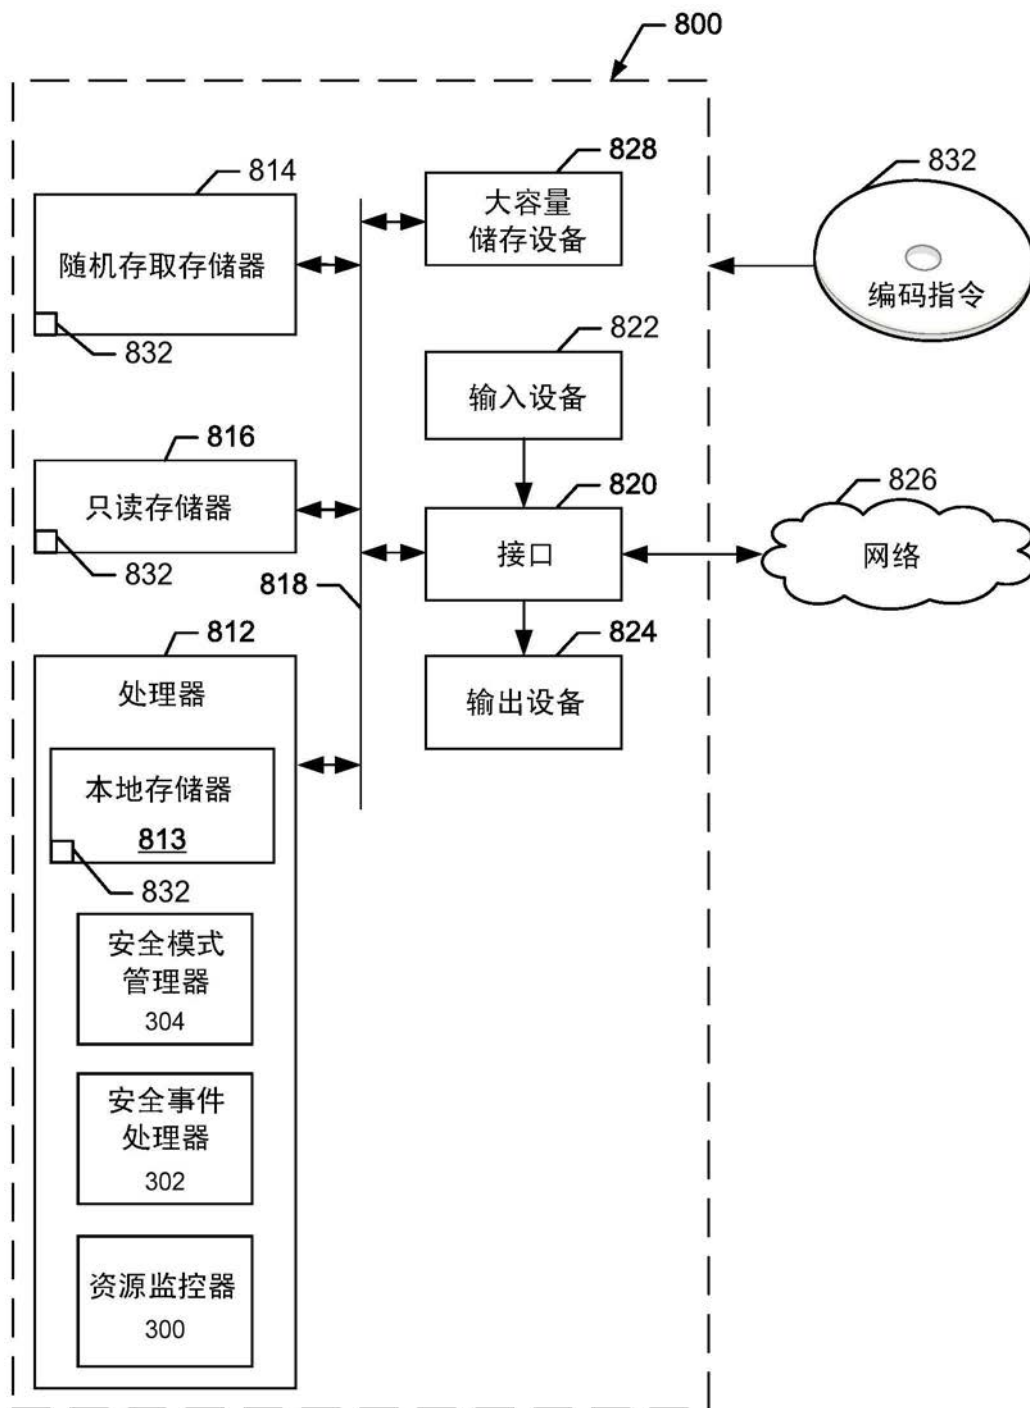 800
814
随机存取存储器
832
828
大容量
储存设备
832
编码指令
822
输入设备
816
只读存储器
832
820
接口
826
网络
818
812
处理器
824
输出设备
本地存储器
813
832
安全模式
管理器
304
安全事件
处理器
302
资源监控器
300